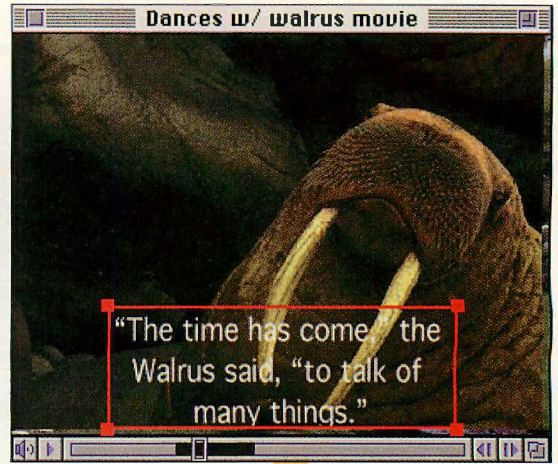 Dances w/ walrus movie
“The time has come,” the
Walrus said, “to talk of
many things.”